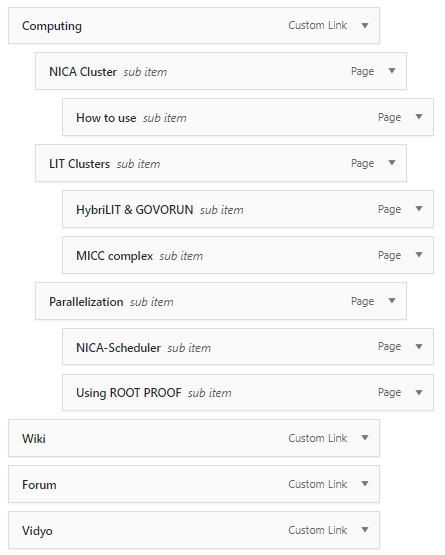 Computing Custom Link
NICA Cluster sub item Page
How to use sub item Page
LIT Clusters sub item Page
HybriLIT & GOVORUN sub item Page
MICC complex sub item Page
Parallelization sub item Page
NICA-Scheduler sub item Page
Using ROOT PROOF sub item Page
Wiki Custom Link
Forum Custom Link
Vidyo Custom Link